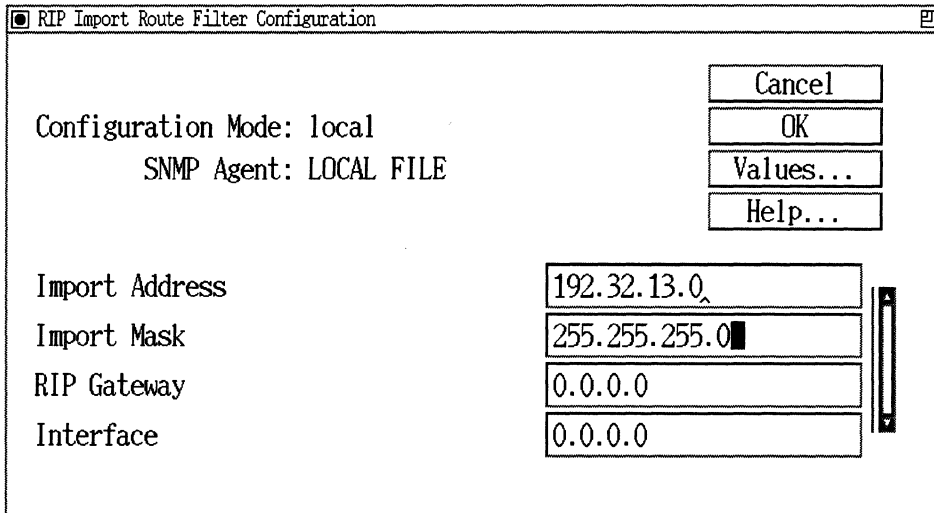 RIP Import Route Filter Configuration
Cancel
Configuration Mode: local
OK
SNMP Agent: LOCAL FILE
Values...
Help...
Import Address 192.32.13.0
Import Mask 255.255.255.0
RIP Gateway 0.0.0.0
Interface 0.0.0.0